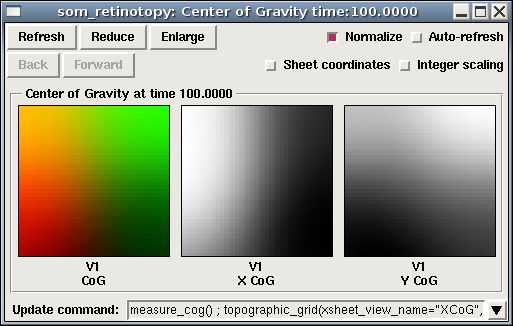 som_retinotopy: Center of Gravity time:100.0000
Refresh Reduce Enlarge Normalize Auto-refresh
Back Forward Sheet coordinates Integer scaling
Center of Gravity at time 100.0000
V1 V1 V1
CoG X CoG Y CoG
Update command: measure_cog() ; topographic_grid(xsheet_view_name="XCoG",